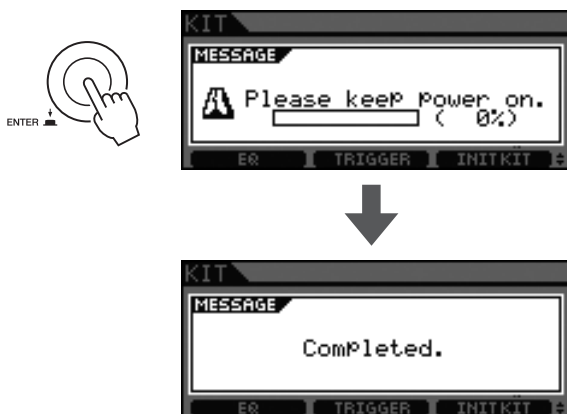 KIT
MESSAGE
Please keep power on.
( 0%)
ENTER
EQ TRIGGER INITKIT
KIT
MESSAGE
Completed.
EQ TRIGGER INITKIT